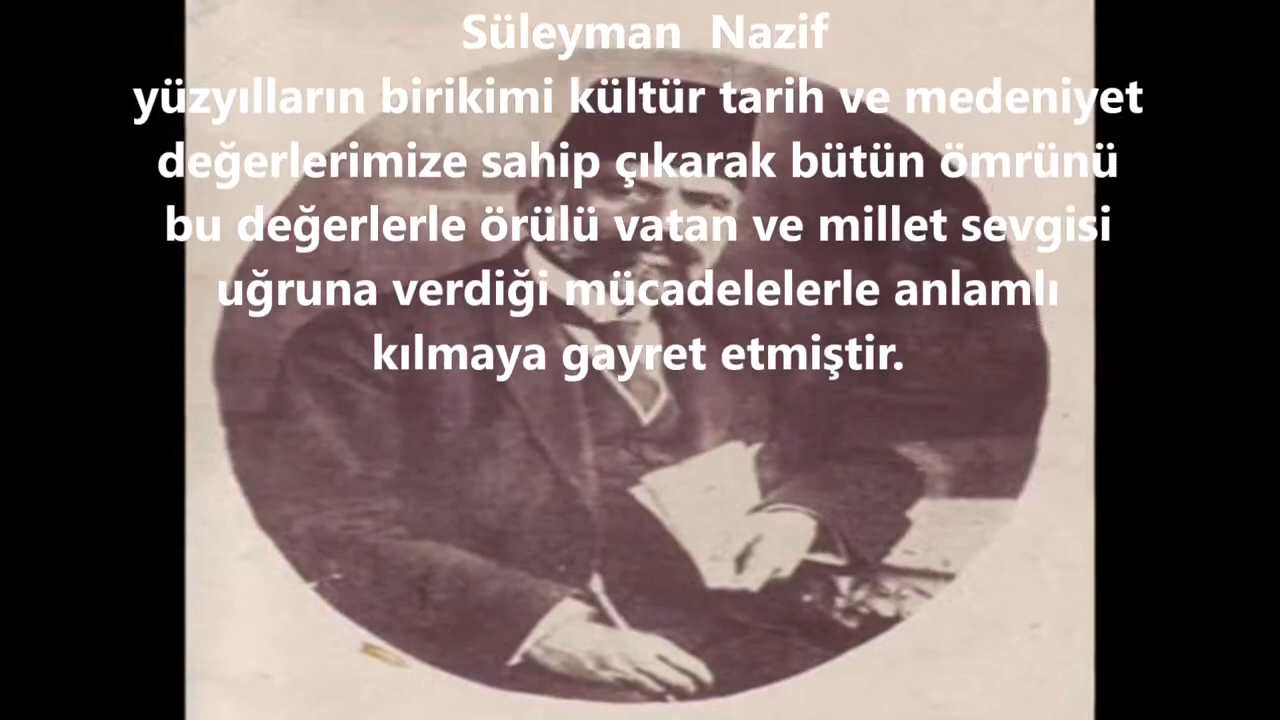 Süleyman Nazif
yüzyılların birikimi kültür tarih ve medeniyet
değerlerimize sahip çıkarak bütün ömrünü
bu değerlerle örülü vatan ve millet sevgisi
uğruna verdiği mücadelelerle anlamlı
kılmaya gayret etmiştir.